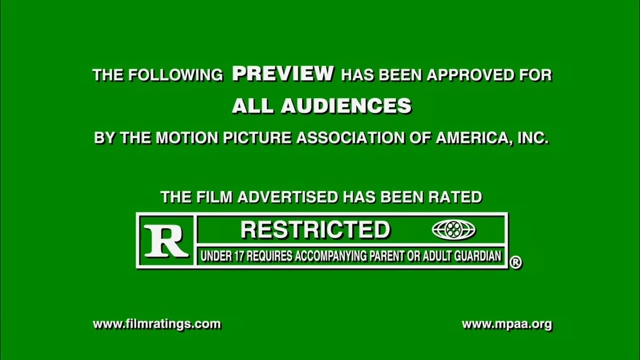 THE FOLLOWING PREVIEW HAS BEEN APPROVED FOR
ALL AUDIENCES
BY THE MOTION PICTURE ASSOCIATION OF AMERICA, INC.
THE FILM ADVERTISED HAS BEEN RATED
R RESTRICTED
UNDER 17 REQUIRES ACCOMPANYING PARENT OR ADULT GUARDIAN ®
www.filmratings.com www.mpaa.org